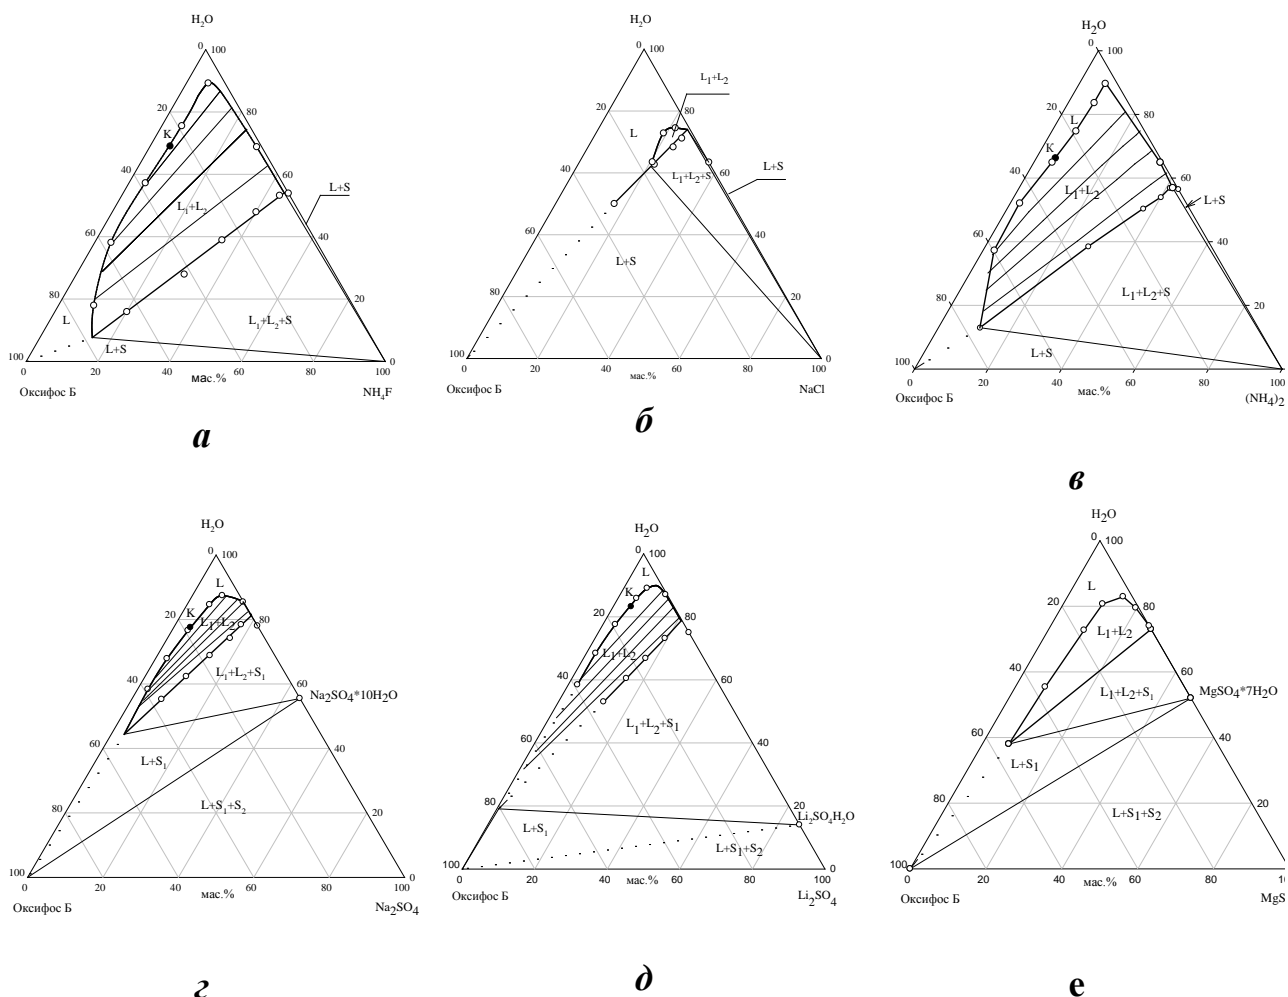 H₂O
0 100
20 80
K
40 60
L₁+L₂
L+S
60 40
80 20
L
L₁+L₂+S
L+S
100 0
0 20 40 60 80 100
мас.%
Оксифос Б NH₄F
а
H₂O
0 100
L₁+L₂
20 80
L
L+S
40 60
L₁+L₂+S
60 40
L+S
80 20
100 0
0 20 40 60 80 100
мас.%
Оксифос Б NaCl
б
H₂O
0 100
20 80
L
K
40 60
L₁+L₂
L+S
60 40
L₁+L₂+S
80 20
L+S
100
0 20 40 60 80 100
мас.%
Оксифос Б (NH₄)₂
в
H₂O
0 100
L
20 80
K
L₁+L₂
40 60
L₁+L₂+S₁
Na₂SO₄*10H₂O
60 40
L+S₁
L+S₁+S₂
80 20
100 0
0 20 40 60 80 100
мас.%
Оксифос Б Na₂SO₄
г
H₂O
0 100
L
K
20 80
L₁+L₂
40 60
L₁+L₂+S₁
60 40
80 20
Li₂SO₄H₂O
L+S₁
L+S₁+S₂
100 0
0 20 40 60 80 100
мас.%
Оксифос Б Li₂SO₄
д
H₂O
0 100
L
20 80
L₁+L₂
40 60
L₁+L₂+S₁
MgSO₄*7H₂O
60 40
L+S₁
80 20
L+S₁+S₂
100
0 20 40 60 80 10
мас.%
Оксифос Б MgS
е